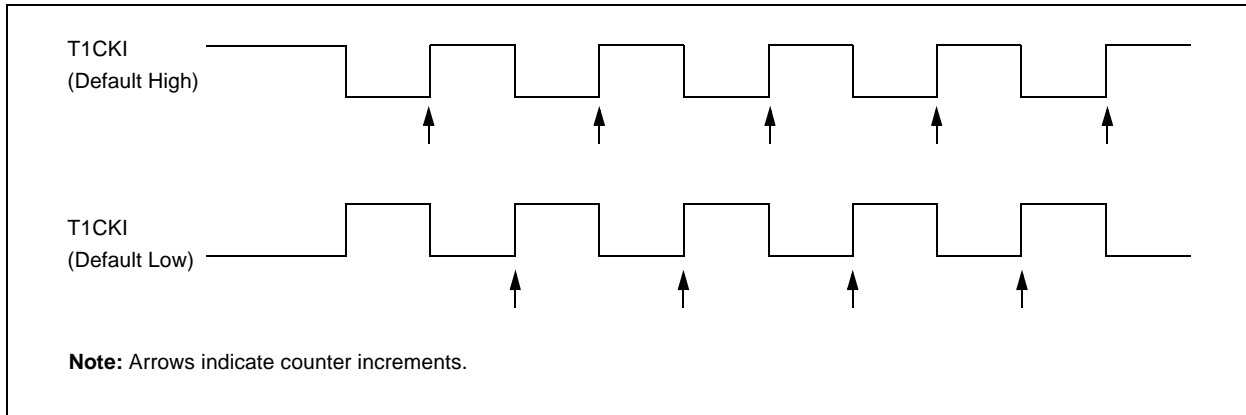 T1CKI
(Default High)
T1CKI
(Default Low)
Note: Arrows indicate counter increments.